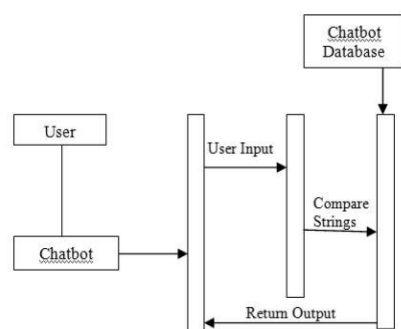 Chatbot
Database
User
User Input
Compare
Strings
Chatbot
Return Output